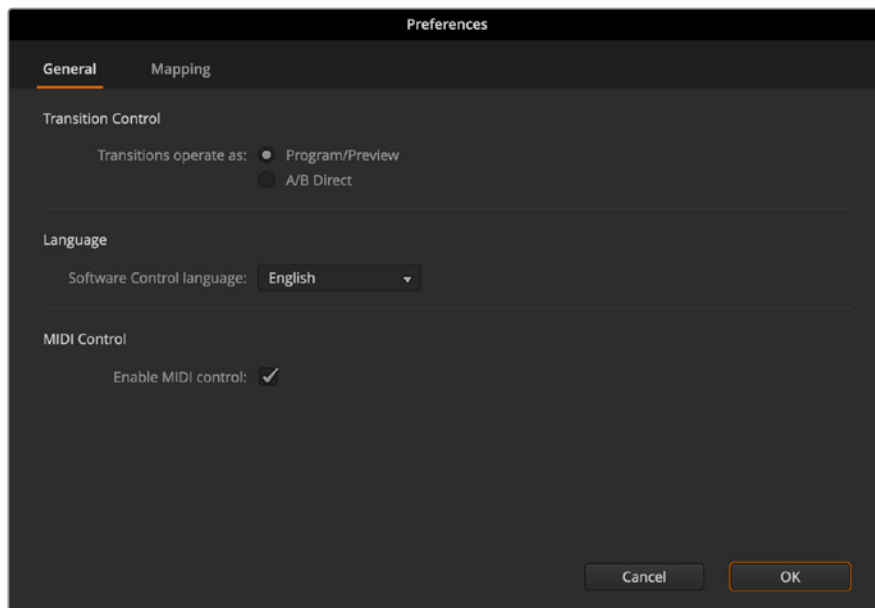 Preferences
General Mapping
Transition Control
Transitions operate as: Program/Preview
A/B Direct
Language
Software Control language: English
MIDI Control
Enable MIDI control:
Cancel OK